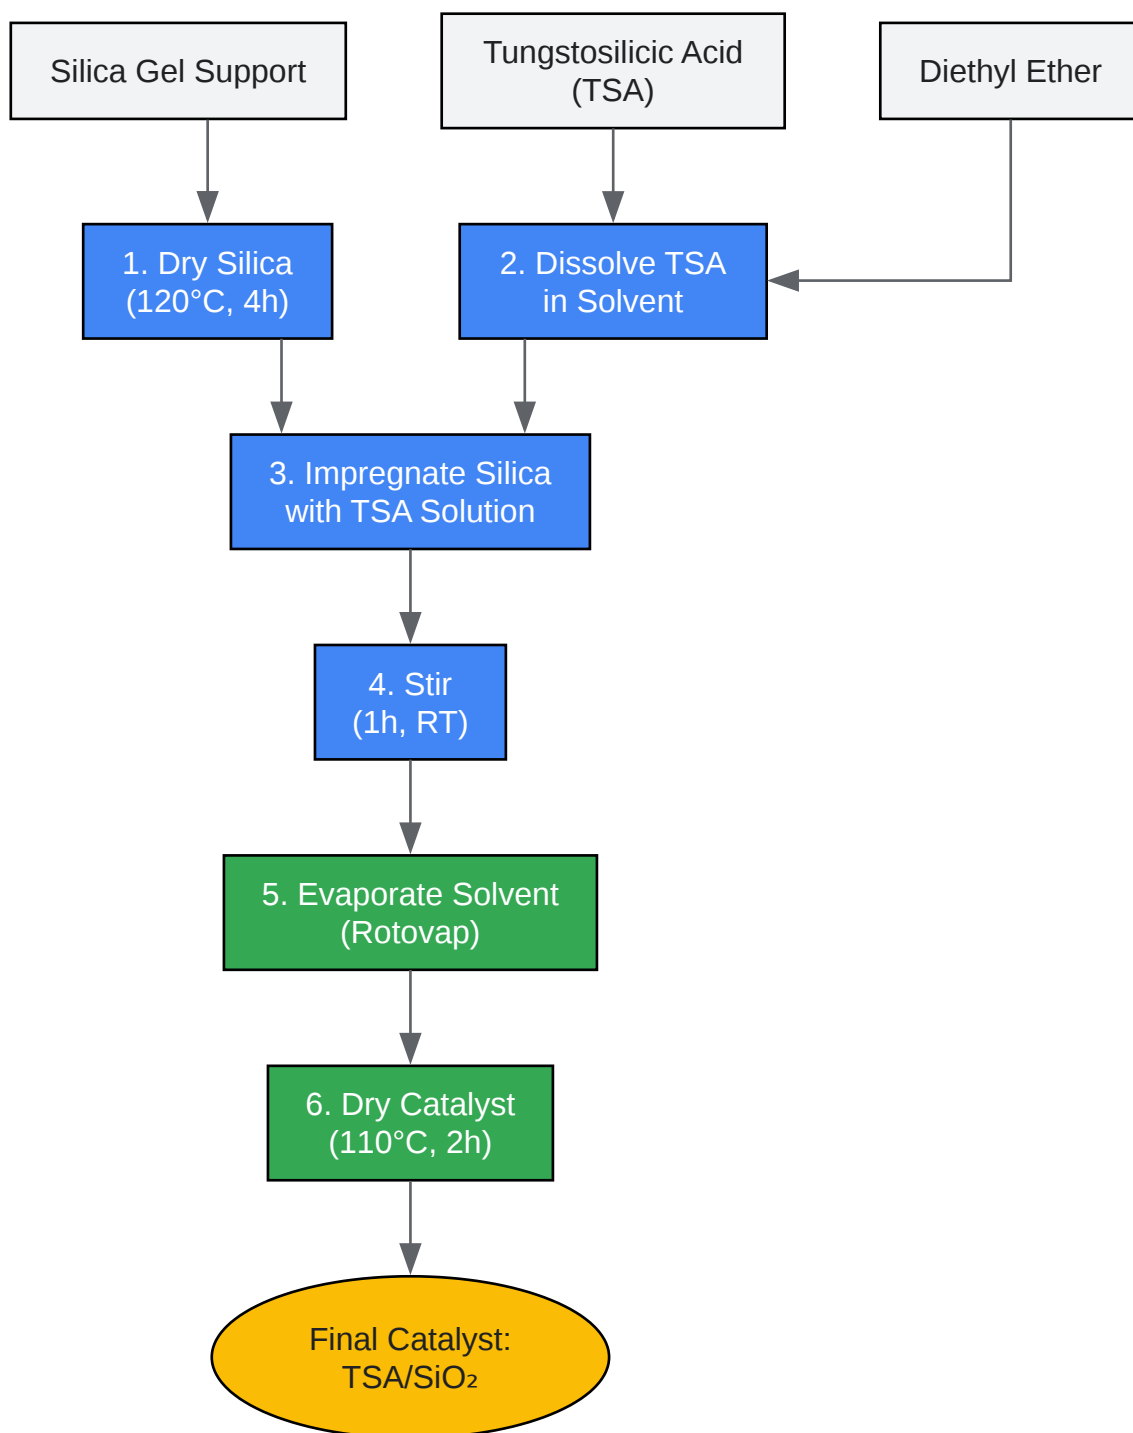 Silica Gel Support
Tungstosilicic Acid
(TSA)
Diethyl Ether
1. Dry Silica
(120°C, 4h)
2. Dissolve TSA
in Solvent
3. Impregnate Silica
with TSA Solution
4. Stir
(1h, RT)
5. Evaporate Solvent
(Rotovap)
6. Dry Catalyst
(110°C, 2h)
Final Catalyst:
TSA/SiO₂